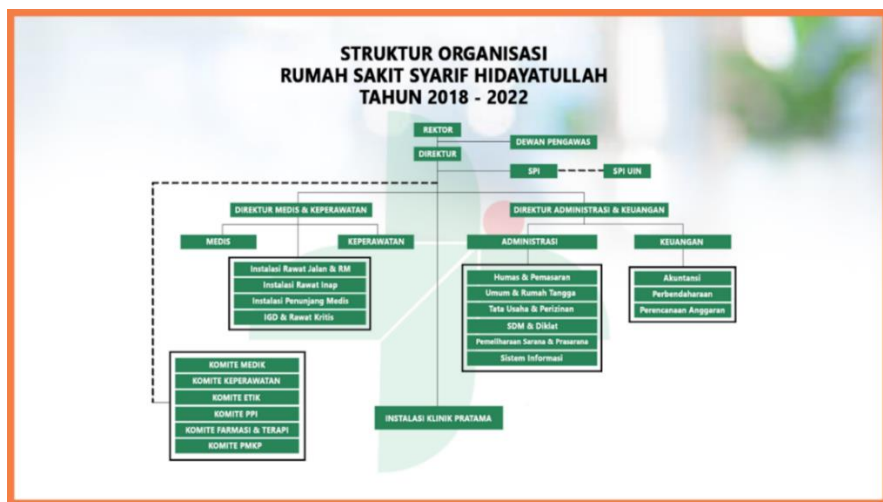 STRUKTUR ORGANISASI
RUMAH SAKIT SYARIF HIDAYATULLAH
TAHUN 2018 - 2022
REKTOR
DEWAN PENGAWAS
DIREKTUR
SPI
SPI UIN
DIREKTUR MEDIS & KEPERAWATAN
DIREKTUR ADMINISTRASI & KEUANGAN
MEDIS
KEPERAWATAN
ADMINISTRASI
KEUANGAN
Instalasi Rawat Jalan & RM
Instalasi Rawat Inap
Instalasi Penunjang Medis
IGD & Rawat Kritis
Humas & Pemasaran
Umum & Rumah Tangga
Tata Usaha & Perizinan
SDM & Diklat
Pemeliharaan Sarana & Prasarana
Sistem Informasi
Akuntansi
Perbendaharaan
Perencanaan Anggaran
KOMITE MEDIK
KOMITE KEPERAWATAN
KOMITE ETIK
KOMITE PPI
KOMITE FARMASI & TERAPI
KOMITE PMKP
INSTALASI KLINIK PRATAMA